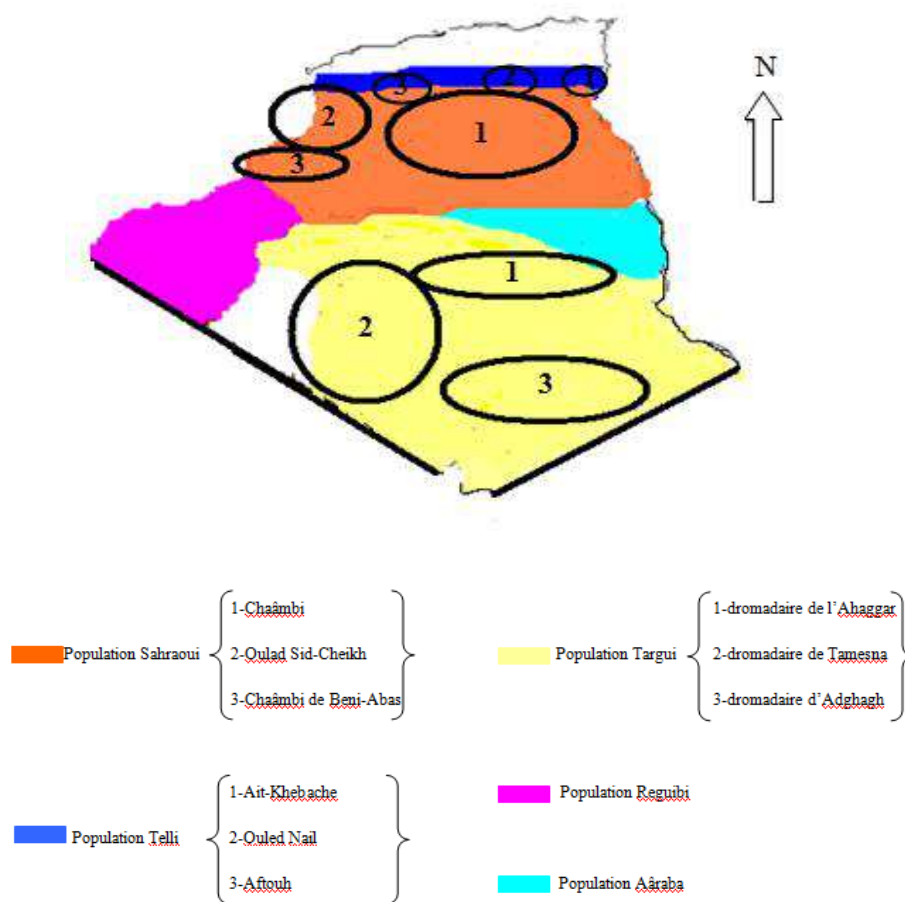 N
3
2
1
2
1
3
1
2
3
Population Sahraoui
1-Chaâmbi
2-Oulad Sid-Cheikh
3-Chaâmbi de Beni-Abas
Population Targui
1-dromadaire de l’Ahaggar
2-dromadaire de Tamesna
3-dromadaire d’Adghagh
Population Telli
1-Ait-Khebache
2-Ouled Nail
3-Aftouh
Population Reguibi
Population Aâraba